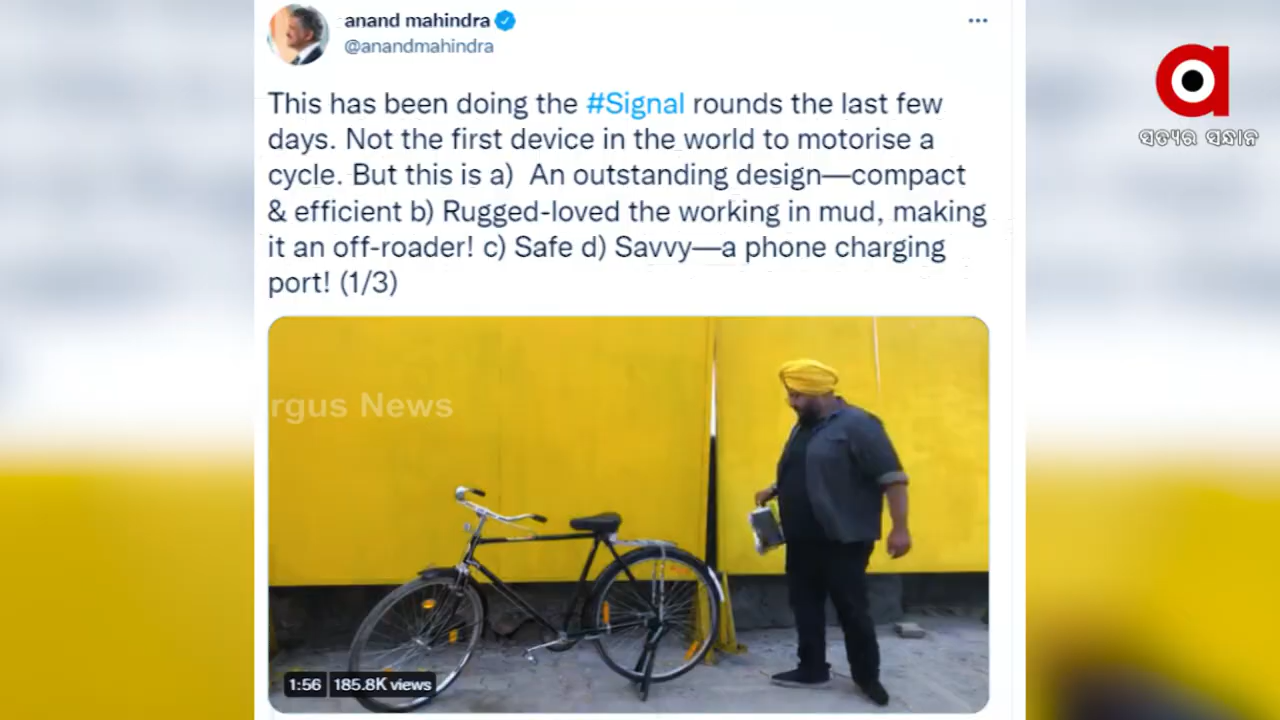 anand mahindra
@anandmahindra
This has been doing the #Signal rounds the last few
days. Not the first device in the world to motorise a
cycle. But this is a) An outstanding design—compact
& efficient b) Rugged-loved the working in mud, making
it an off-roader! c) Safe d) Savvy—a phone charging
port! (1/3)
rgus News
1:56 185.8K views
a
ସତ୍ୟର ସନ୍ଧାନ